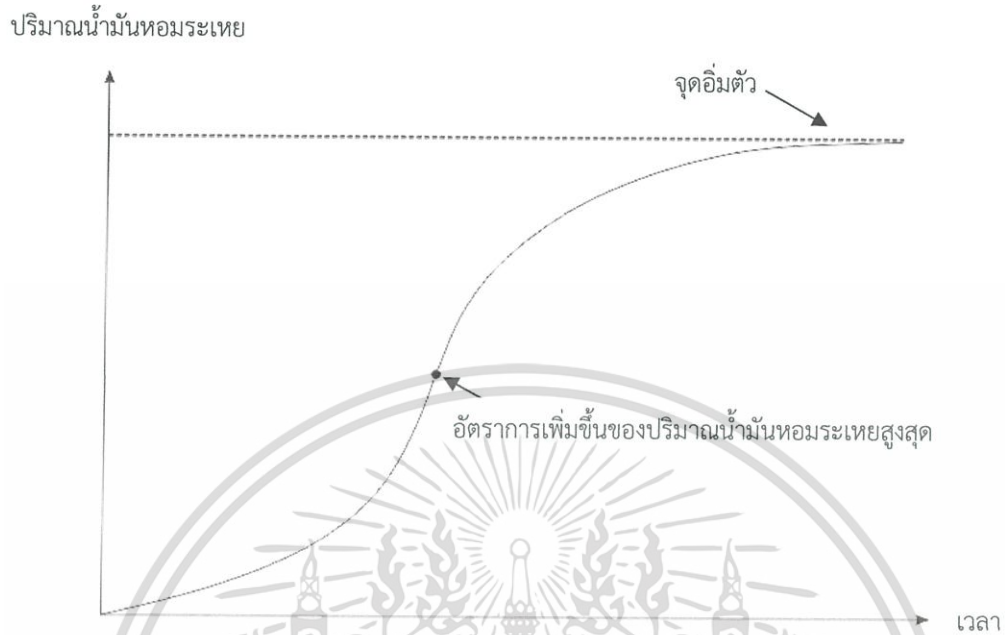 ปริมาณน้ำมันหอมระเหย
จุดอิ่มตัว
อัตราการเพิ่มขึ้นของปริมาณน้ำมันหอมระเหยสูงสุด
เวลา